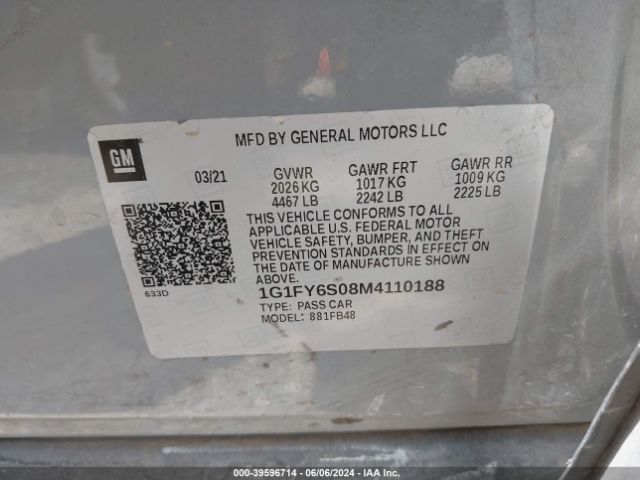 GM
MFD BY GENERAL MOTORS LLC
03/21
GVWR GAWR FRT GAWR RR
2026 KG 1017 KG 1009 KG
4467 LB 2242 LB 2225 LB
THIS VEHICLE CONFORMS TO ALL
APPLICABLE U.S. FEDERAL MOTOR
VEHICLE SAFETY, BUMPER, AND THEFT
PREVENTION STANDARDS IN EFFECT ON
THE DATE OF MANUFACTURE SHOWN
ABOVE.
633D
1G1FY6S08M4110188
TYPE: PASS CAR
MODEL: 881FB48
000-39596714 - 06/06/2024 - IAA Inc.